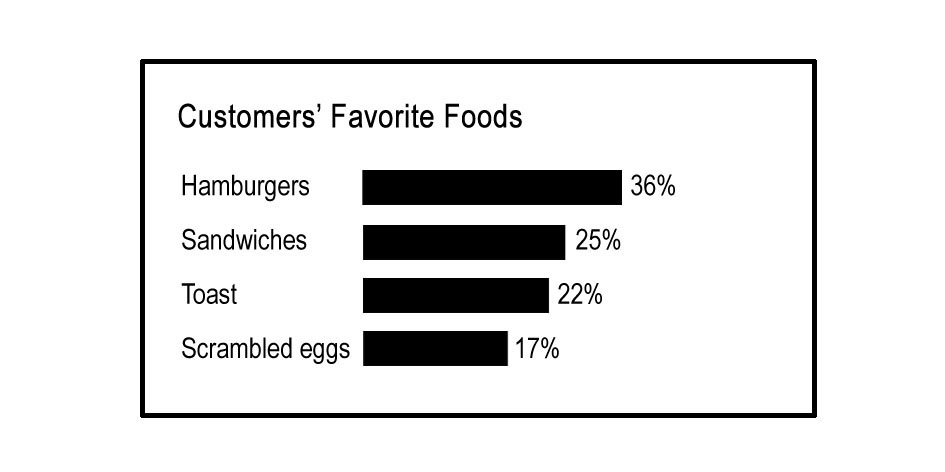 Customers’ Favorite Foods
Hamburgers 36%
Sandwiches 25%
Toast 22%
Scrambled eggs 17%